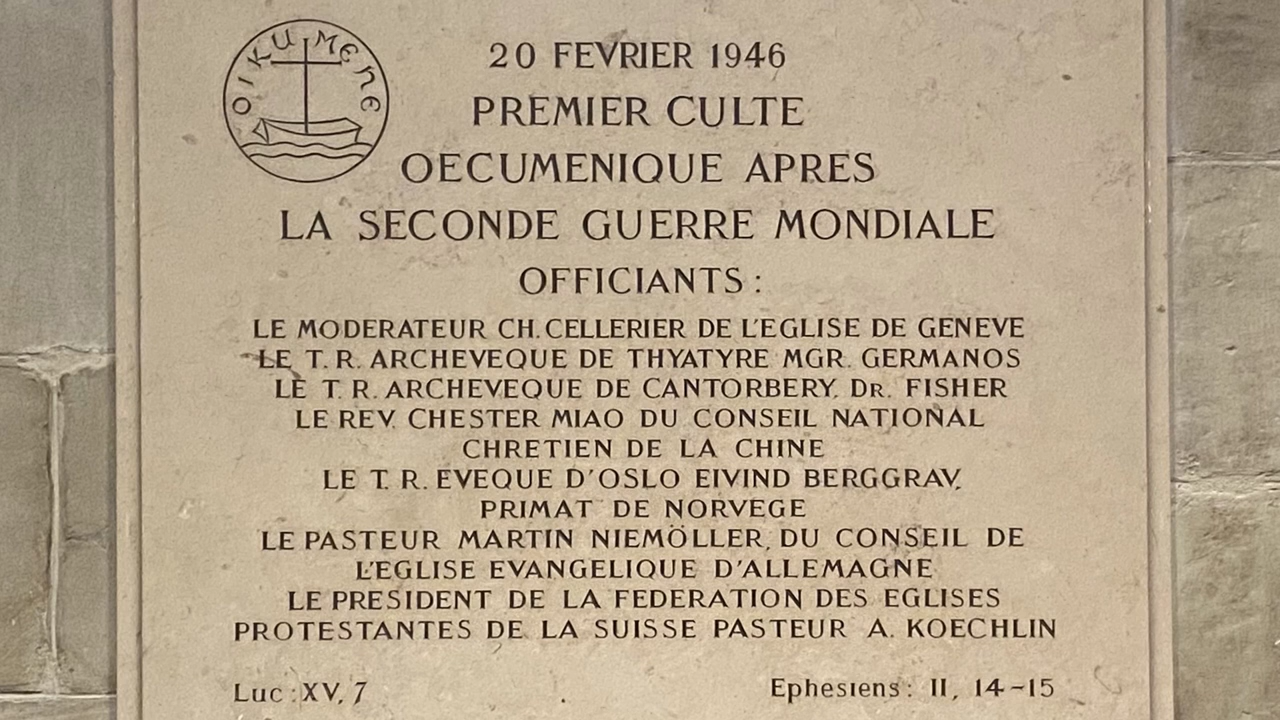 OIKUMENE
20 FEVRIER 1946
PREMIER CULTE
OECUMENIQUE APRES
LA SECONDE GUERRE MONDIALE
OFFICIANTS :
LE MODERATEUR CH. CELLERIER DE L'EGLISE DE GENEVE
LE T. R. ARCHEVEQUE DE THYATYRE MGR. GERMANOS
LE T. R. ARCHEVEQUE DE CANTORBERY, DR. FISHER
LE REV. CHESTER MIAO DU CONSEIL NATIONAL
CHRETIEN DE LA CHINE
LE T. R. EVEQUE D'OSLO EIVIND BERGGRAV,
PRIMAT DE NORVEGE
LE PASTEUR MARTIN NIEMÖLLER, DU CONSEIL DE
L'EGLISE EVANGELIQUE D'ALLEMAGNE
LE PRESIDENT DE LA FEDERATION DES EGLISES
PROTESTANTES DE LA SUISSE PASTEUR A. KOECHLIN
Luc : XV, 7
Ephesiens : II, 14-15